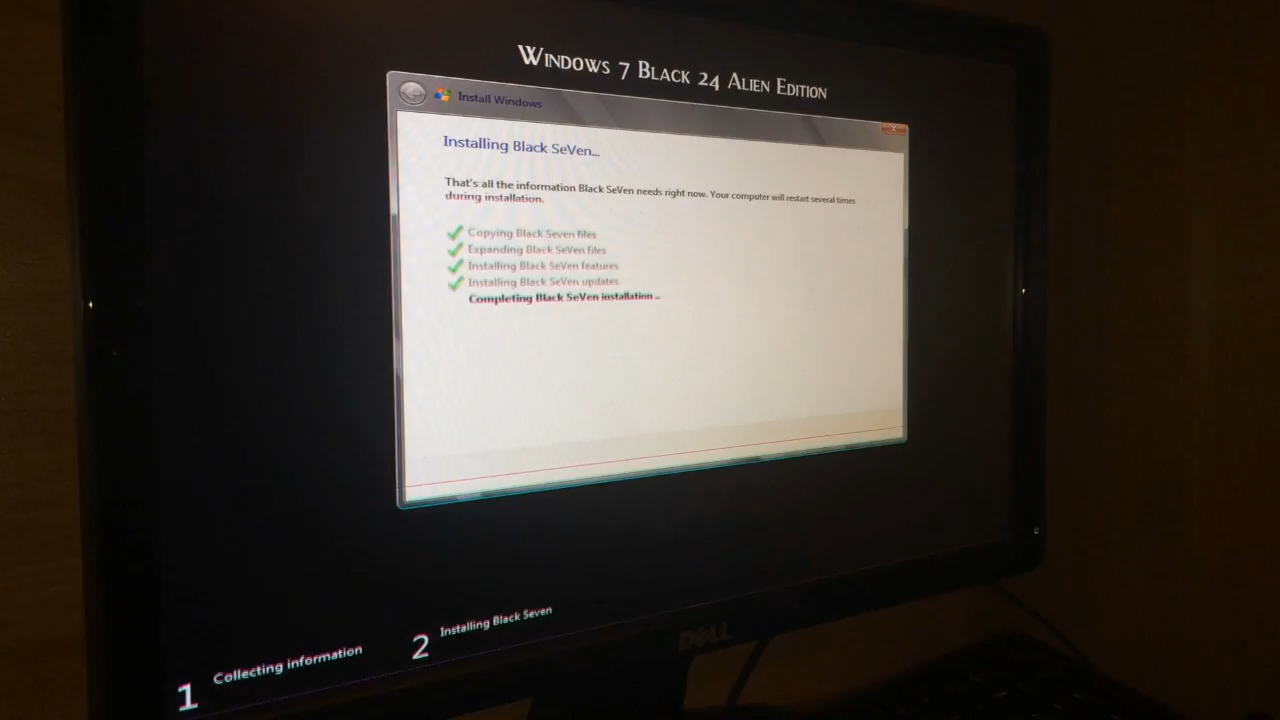 Windows 7 Black 24 Alien Edition
Install Windows
Installing Black SeVen...
That's all the information Black SeVen needs right now. Your computer will restart several times
during installation.
Copying Black Seven files
Expanding Black SeVen files
Installing Black SeVen features
Installing Black SeVen updates
Completing Black SeVen installation ..
1 Collecting information
2 Installing Black Seven
DELL